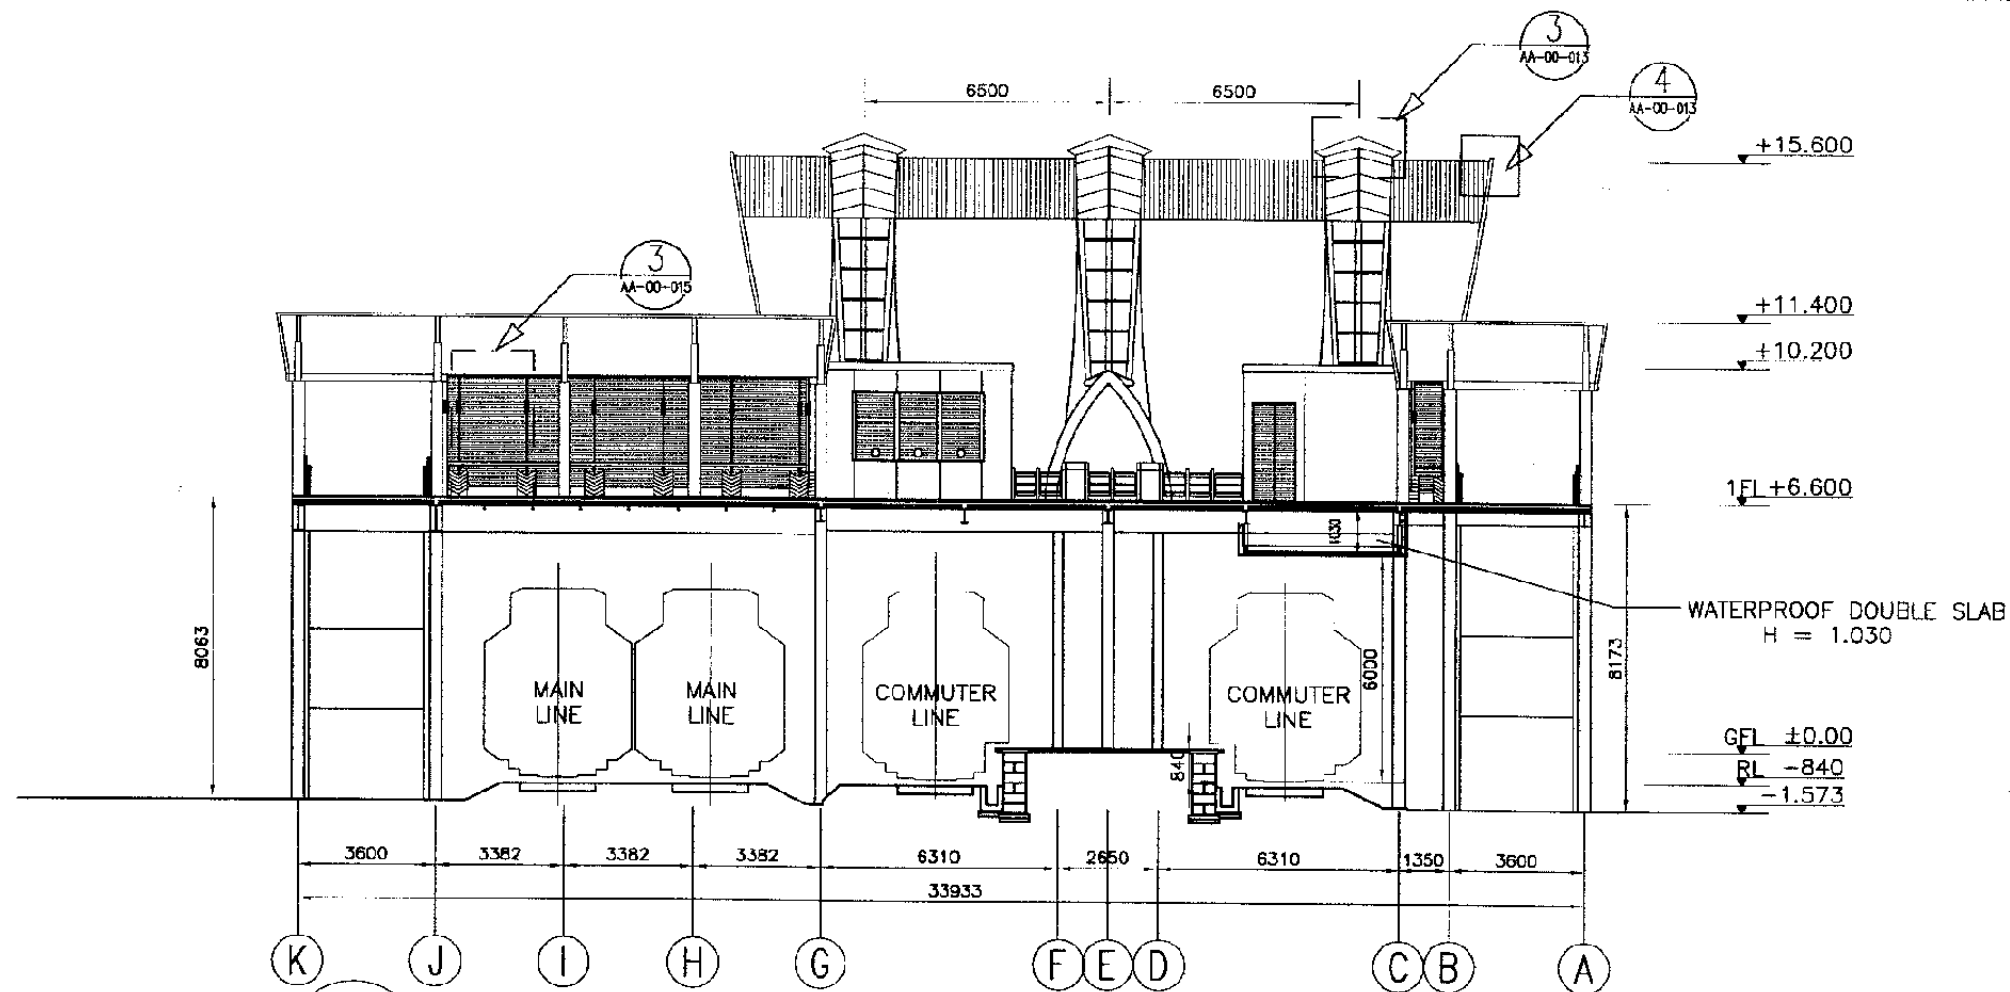 3
AA-00-013
4
AA-00-013
6500
6500
+15.600
3
AA-00-015
+11.400
+10.200
1FL+6.600
1030
WATERPROOF DOUBLE SLAB
H = 1.030
8063
8173
6000
MAIN
LINE
MAIN
LINE
COMMUTER
LINE
COMMUTER
LINE
GFL ±0.00
840
RL -840
-1.573
3600
3382
3382
3382
6310
2650
6310
1350
3600
33933
K
J
I
H
G
F
E
D
C
B
A